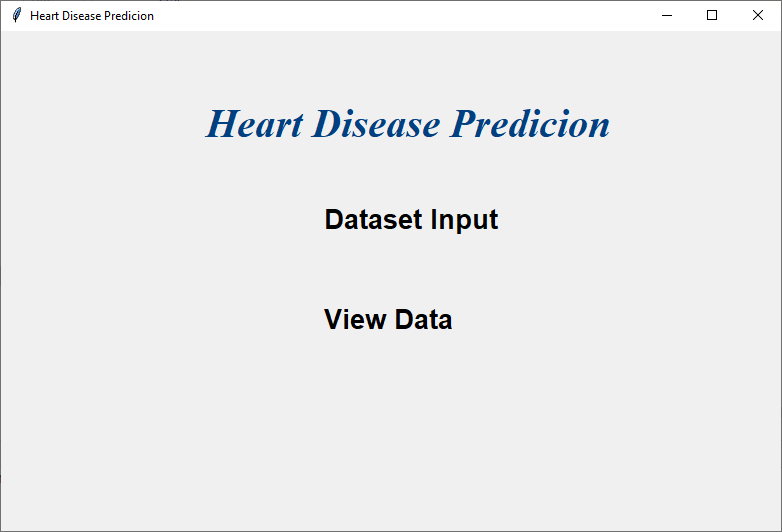 Heart Disease Predicion
Heart Disease Predicion
Dataset Input
View Data